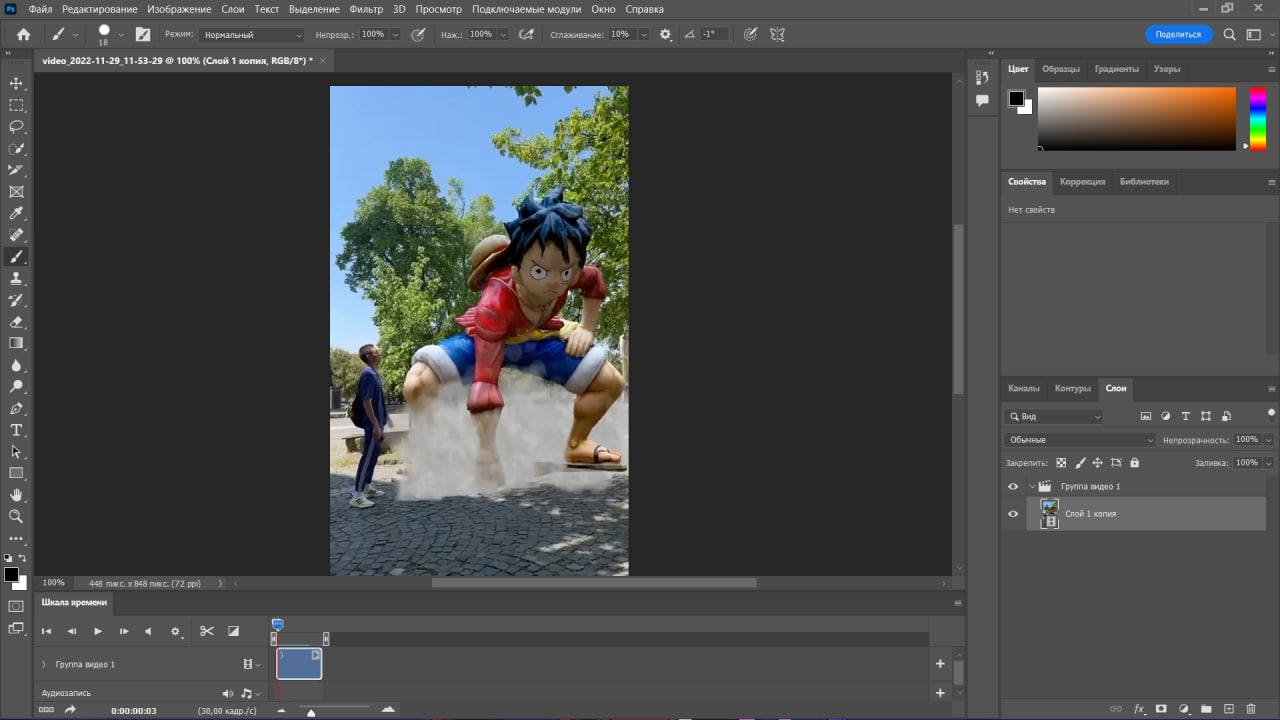 Ps Файл Редактирование Изображение Слои Текст Выделение Фильтр 3D Просмотр Подключаемые модули Окно Справка
18 Режим: Нормальный Непрозр.: 100% Наж.: 100% Сглаживание: 10% -1° Поделиться
video_2022-11-29_11-53-29 @ 100% (Слой 1 копия, RGB/8*) *
Цвет Образцы Градиенты Узоры
Свойства Коррекция Библиотеки
Нет свойств
Каналы Контуры Слои
Вид
Обычные Непрозрачность: 100%
Закрепить: Заливка: 100%
Группа видео 1
Слой 1 копия
100% 448 пикс. x 848 пикс. (72 ppi)
Шкала времени
Группа видео 1
Аудиозапись
0:00:00:03 (30,00 кадр./с)